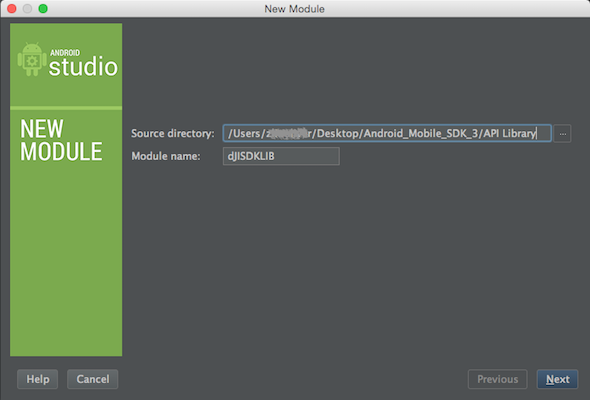 New Module
ANDROID
studio
NEW
MODULE
Source directory: /Users/z r/Desktop/Android_Mobile_SDK_3/API Library ...
Module name: dJISDKLIB
Help Cancel Previous Next